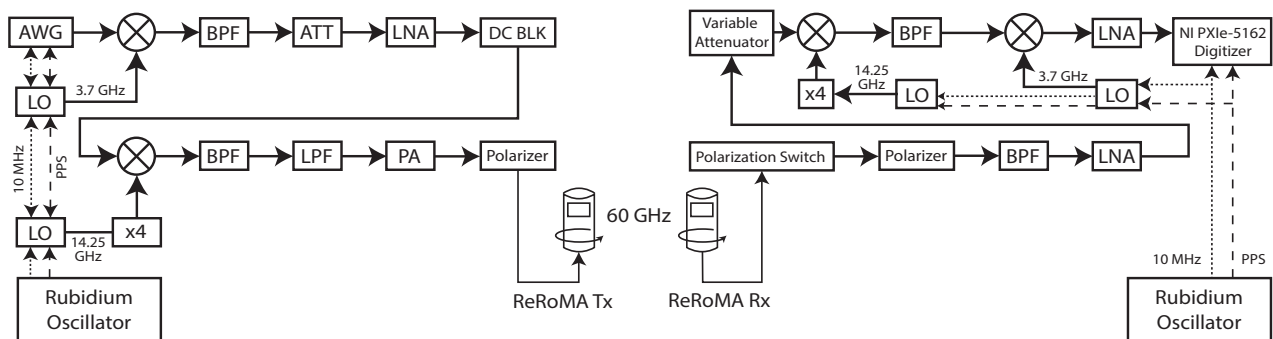 AWG
BPF
ATT
LNA
DC BLK
LO
3.7 GHz
10 MHz
PPS
BPF
LPF
PA
Polarizer
LO
14.25
GHz
x4
Rubidium
Oscillator
ReRoMA Tx
60 GHz
ReRoMA Rx
Variable
Attenuator
BPF
LNA
NI PXIe-5162
Digitizer
x4
14.25
GHz
LO
3.7 GHz
LO
Polarization Switch
Polarizer
BPF
LNA
10 MHz
PPS
Rubidium
Oscillator